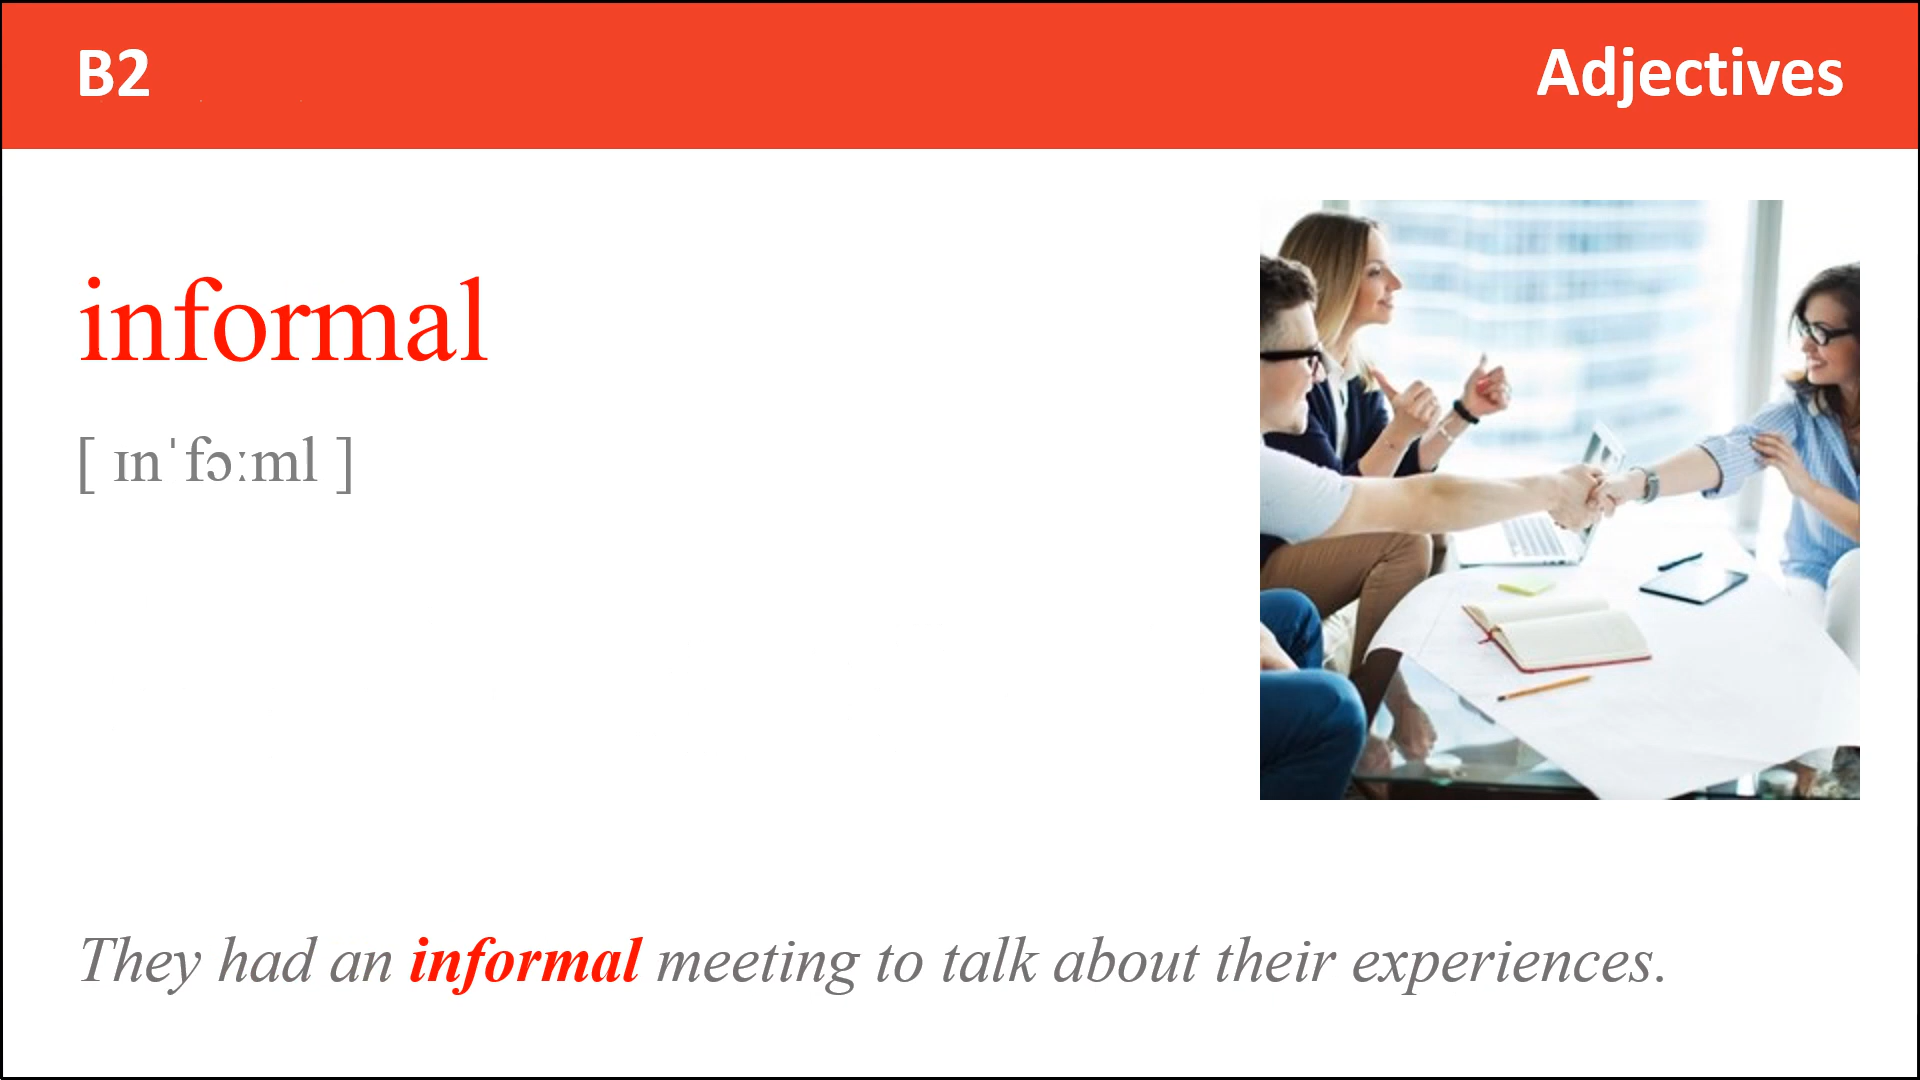 B2 Adjectives
informal
[ ɪnˈfɔːml ]
They had an informal meeting to talk about their experiences.